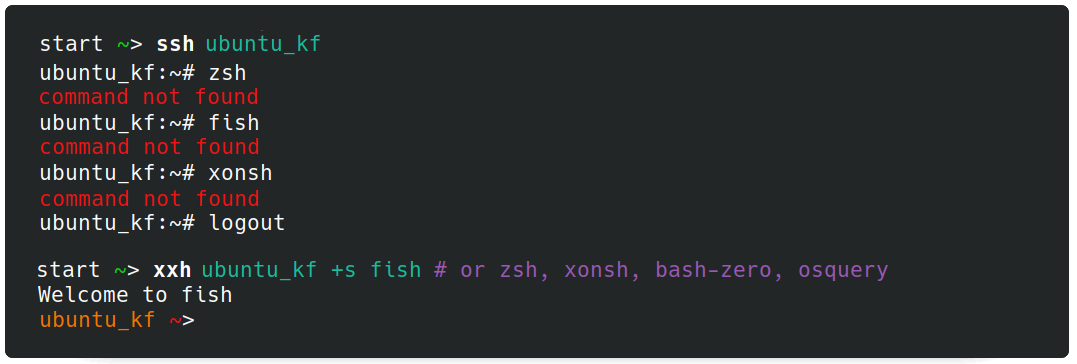 start ~> ssh ubuntu_kf
ubuntu_kf:~# zsh
command not found
ubuntu_kf:~# fish
command not found
ubuntu_kf:~# xonsh
command not found
ubuntu_kf:~# logout
start ~> xxh ubuntu_kf +s fish # or zsh, xonsh, bash-zero, osquery
Welcome to fish
ubuntu_kf ~>